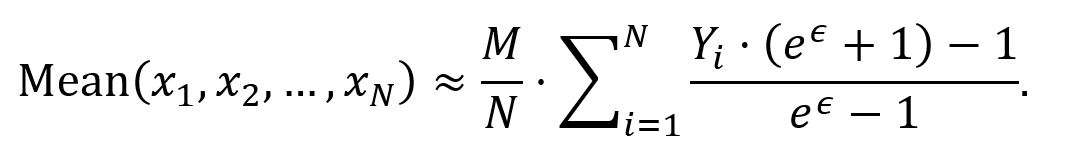 Mean(x₁, x₂, …, x_N) ≈ M/N · ∑_{i=1}^{N} (Y_i · (e^ϵ + 1) − 1)/(e^ϵ − 1).